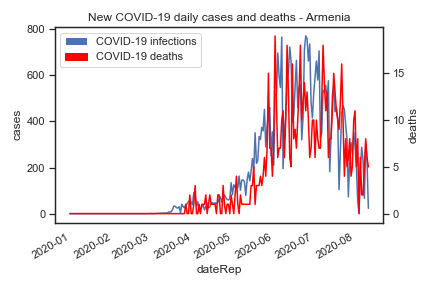 New COVID-19 daily cases and deaths - Armenia
COVID-19 infections
COVID-19 deaths
800
600
400
200
0
cases
15
10
5
0
deaths
2020-01
2020-02
2020-03
2020-04
2020-05
2020-06
2020-07
2020-08
dateRep